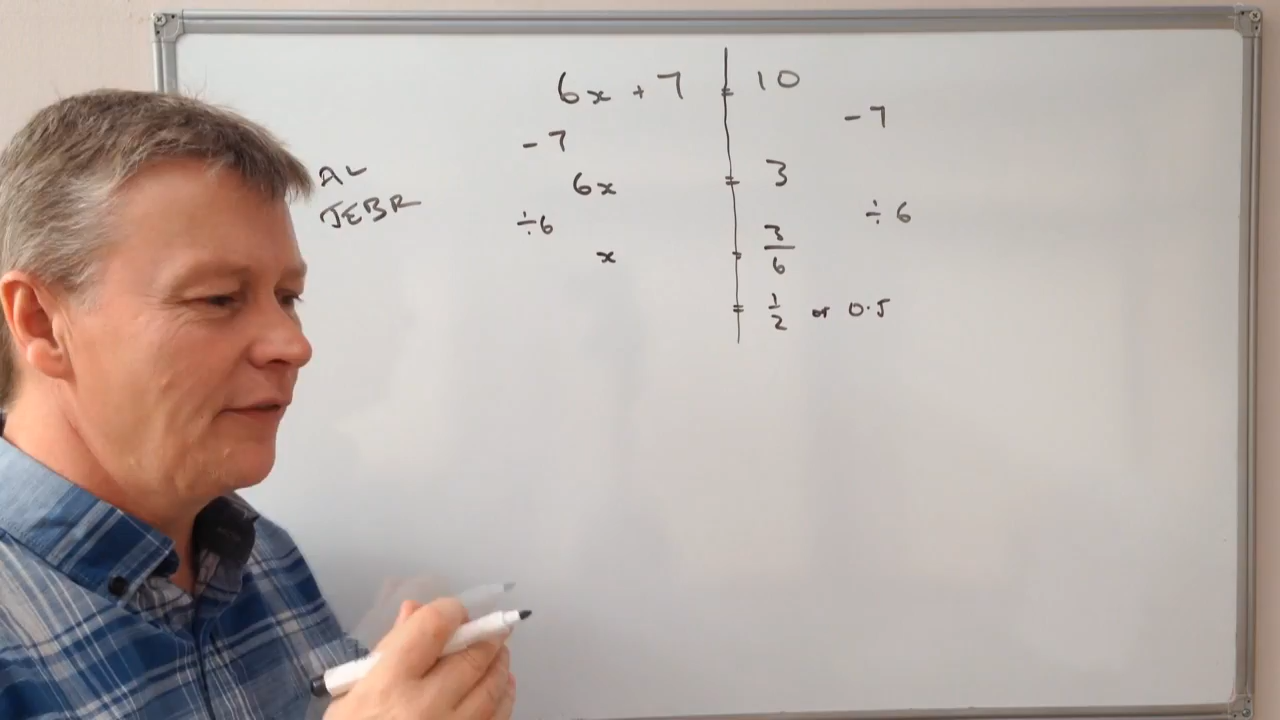 6x + 7 = 10
- 7 - 7
AL
6x = 3
JEBR
÷6 ÷ 6
x = 3/6
= 1/2 or 0.5